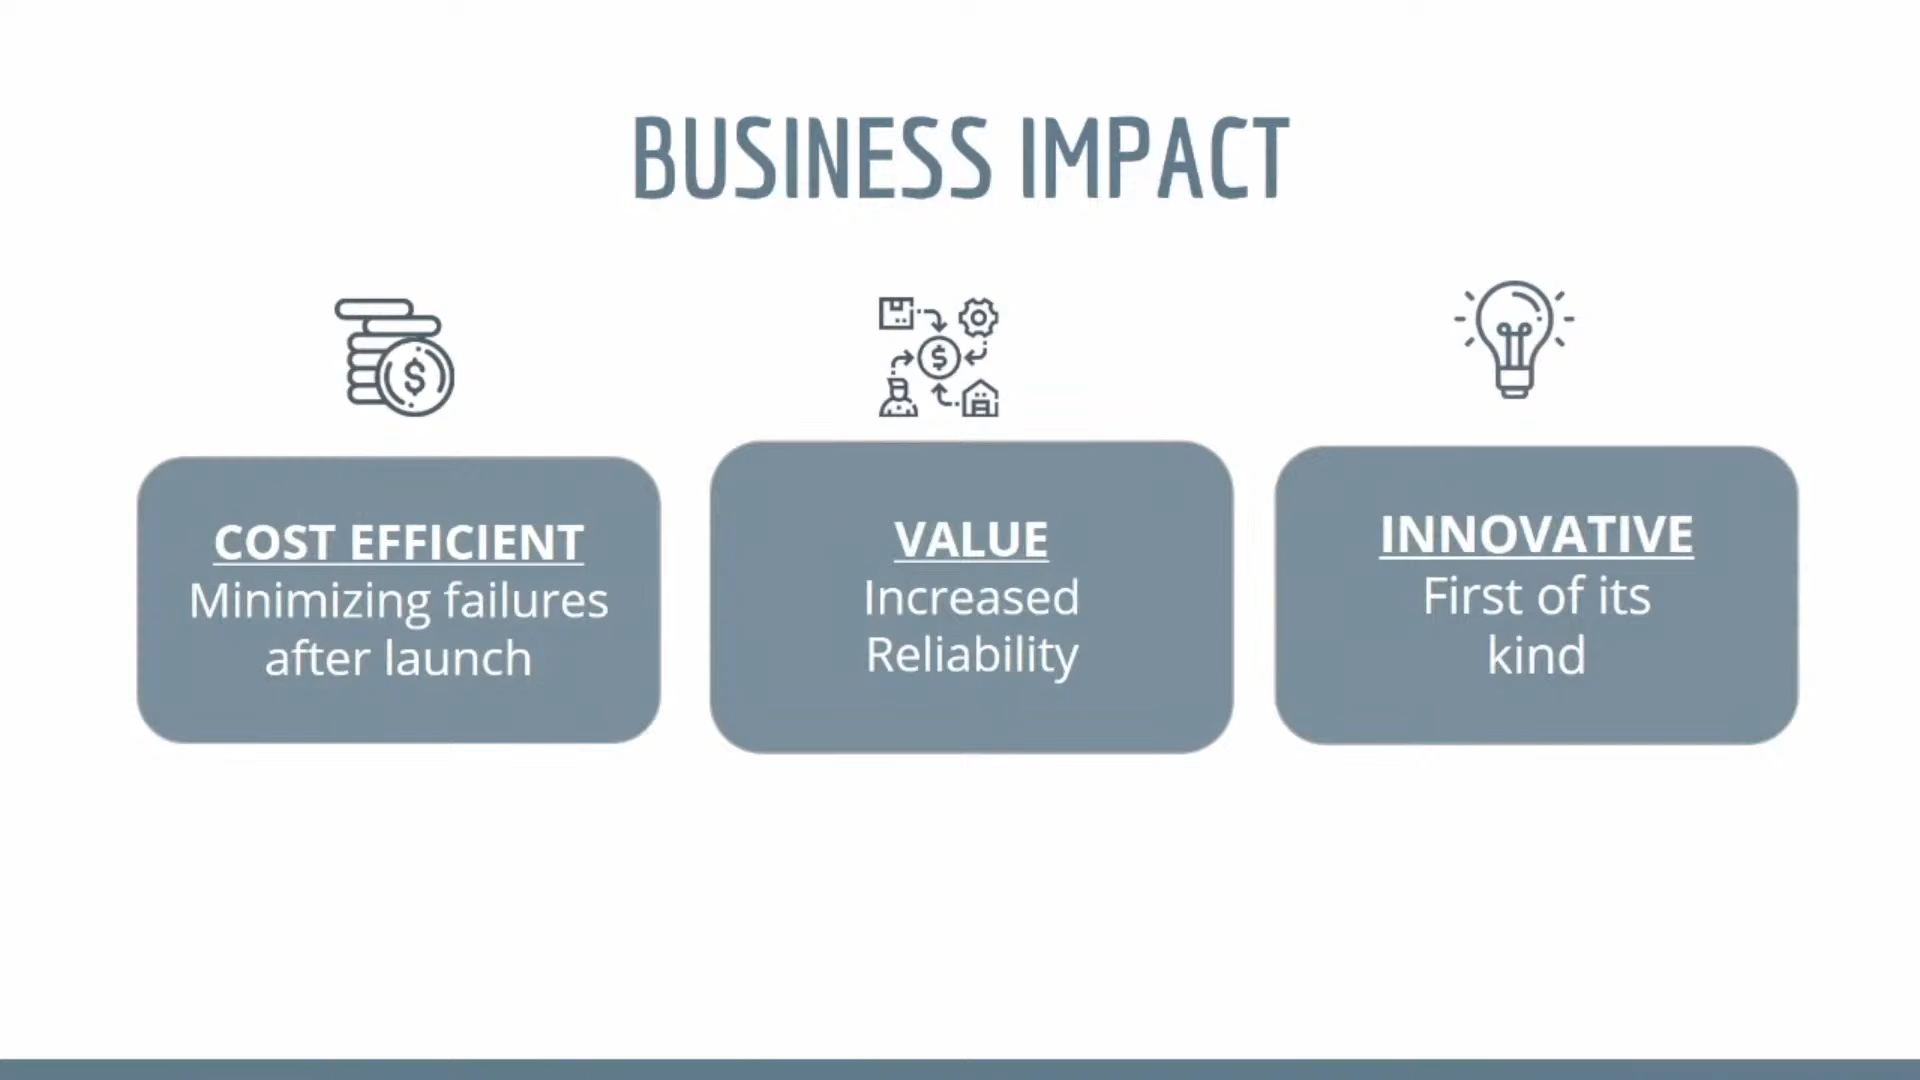 BUSINESS IMPACT
COST EFFICIENT
Minimizing failures
after launch
VALUE
Increased
Reliability
INNOVATIVE
First of its
kind